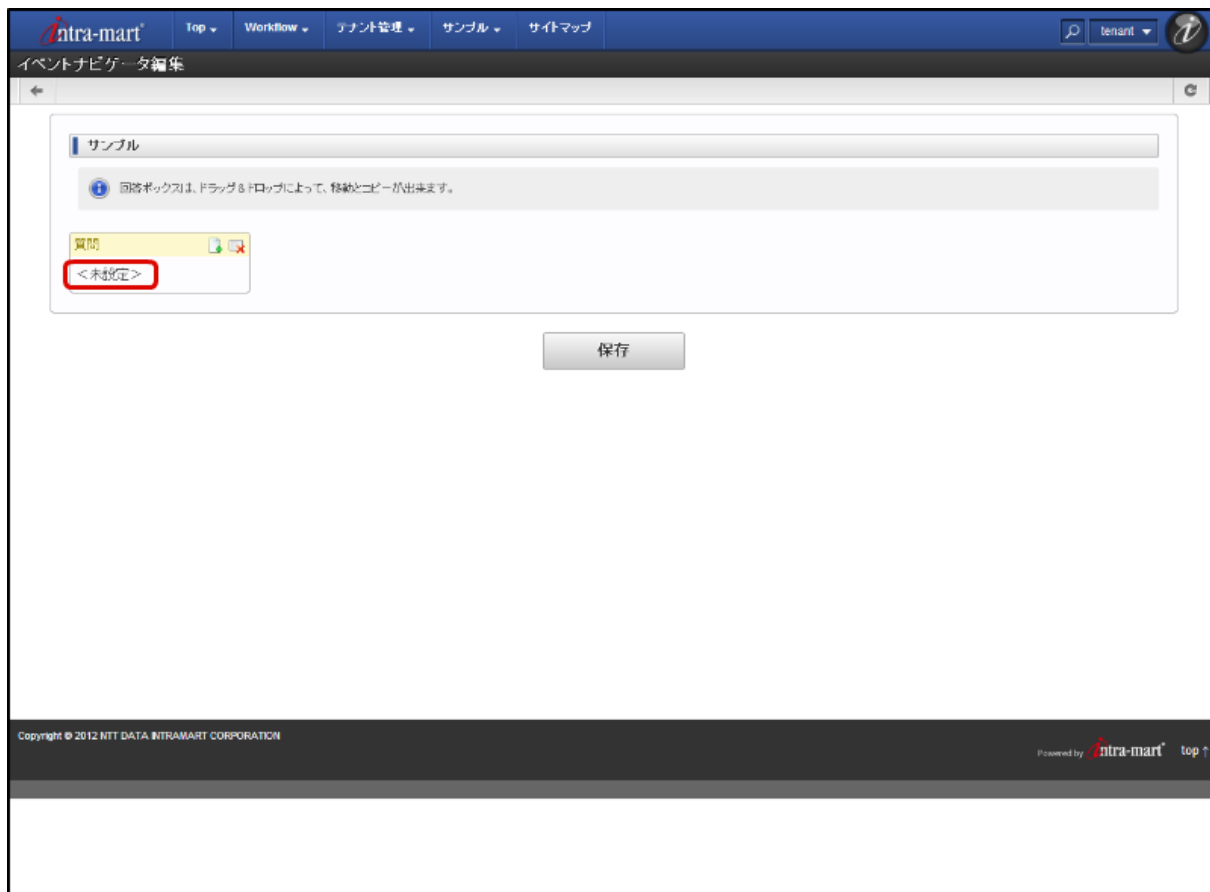 intra-mart® Top Workflow テナント管理 サンプル サイトマップ tenant
イベントナビゲータ編集
サンプル
回答ボックスは、ドラッグ&ドロップによって、移動とコピーが出来ます。
質問
<未設定>
保存
Copyright © 2012 NTT DATA INTRAMART CORPORATION
Powered by intra-mart® top ↑